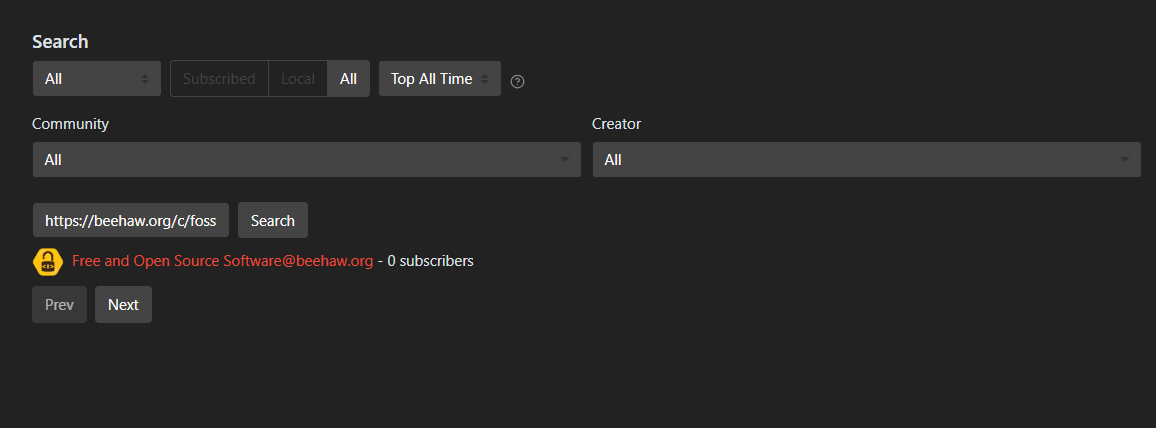 Search
All Subscribed Local All Top All Time
Community Creator
All All
https://beehaw.org/c/foss Search
Free and Open Source Software@beehaw.org - 0 subscribers
Prev Next